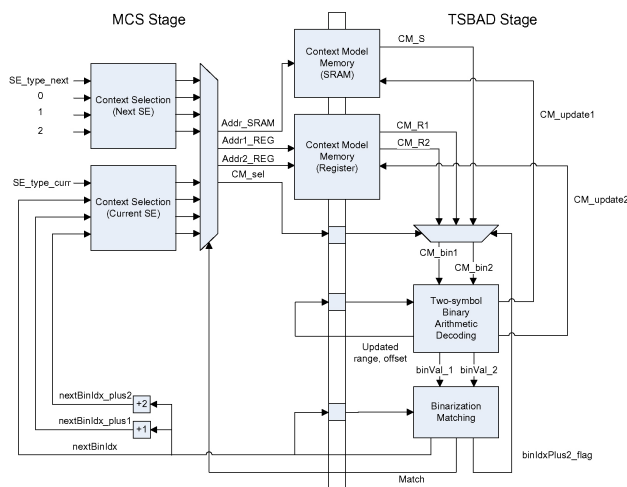 MCS Stage
TSBAD Stage
SE_type_next
0
1
2
Context Selection
(Next SE)
SE_type_curr
Context Selection
(Current SE)
Addr_SRAM
Addr1_REG
Addr2_REG
CM_sel
Context Model
Memory
(SRAM)
Context Model
Memory
(Register)
CM_S
CM_R1
CM_R2
CM_update1
CM_update2
CM_bin1
CM_bin2
Two-symbol
Binary
Arithmetic
Decoding
Updated
range, offset
binVal_1
binVal_2
Binarization
Matching
nextBinIdx_plus2
+2
nextBinIdx_plus1
+1
nextBinIdx
binIdxPlus2_flag
Match